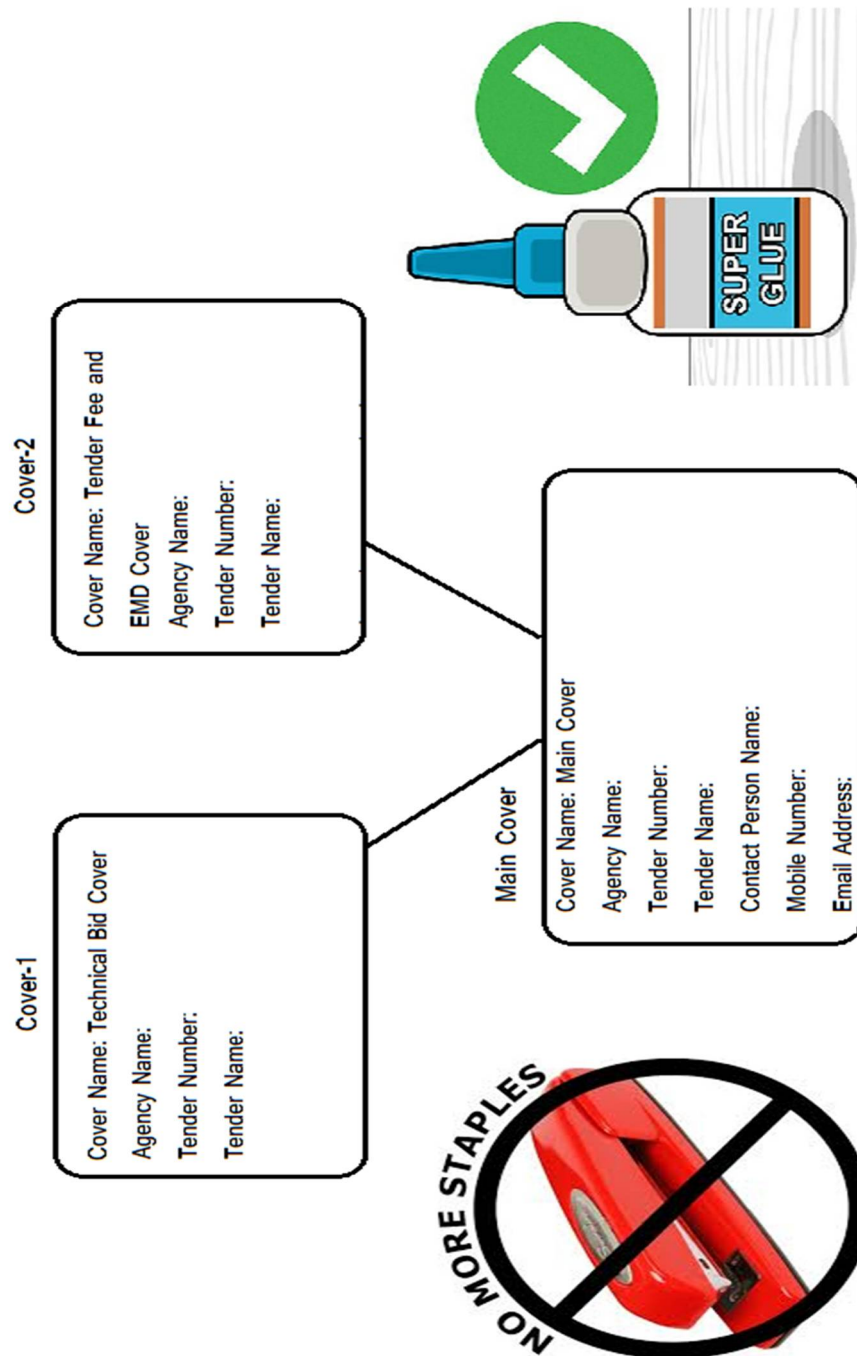 Cover-1
Cover Name: Technical Bid Cover
Agency Name:
Tender Number:
Tender Name:
Cover-2
Cover Name: Tender Fee and
EMD Cover
Agency Name:
Tender Number:
Tender Name:
Main Cover
Cover Name: Main Cover
Agency Name:
Tender Number:
Tender Name:
Contact Person Name:
Mobile Number:
Email Address:
NO MORE STAPLES
SUPER
GLUE